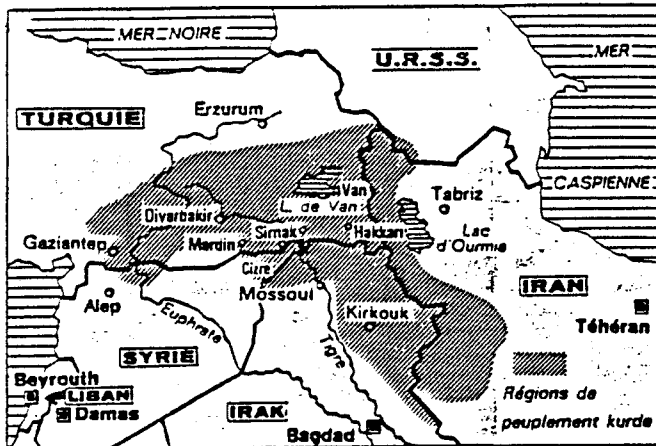 MER NOIRE
U.R.S.S.
MER
CASPIENNE
TURQUIE
Erzurum
Van
L. de Van
Tabriz
Diyarbakir
Sirnak
Hakkari
Lac
d'Ourmia
Gaziantep
Mardin
Cizre
Mossoul
IRAN
Alep
Euphrate
Kirkouk
Téhéran
SYRIE
Tigre
Beyrouth
LIBAN
Damas
IRAK
Bagdad
Régions de
peuplement kurde